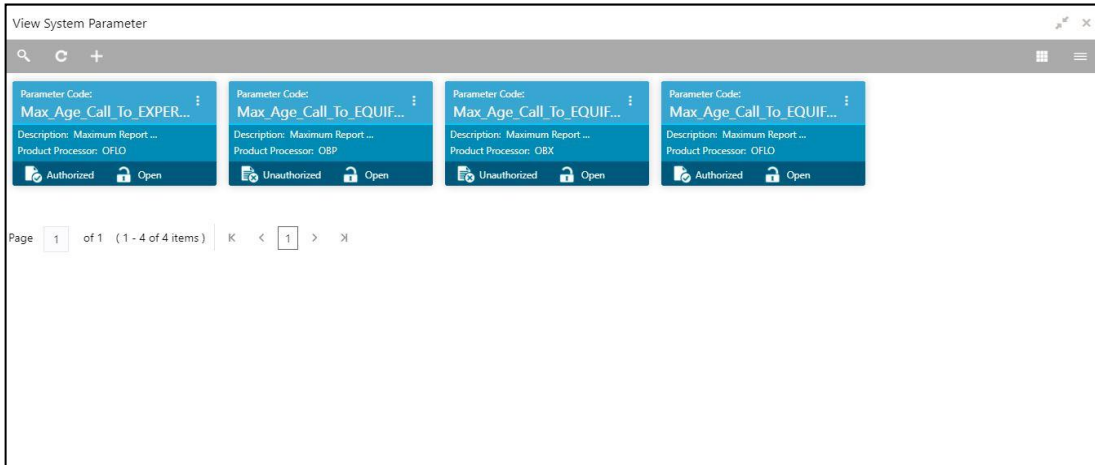 View System Parameter
Parameter Code:
Max_Age_Call_To_EXPER...
Description: Maximum Report ...
Product Processor: OFLO
Authorized Open
Parameter Code:
Max_Age_Call_To_EQUIF...
Description: Maximum Report ...
Product Processor: OBP
Unauthorized Open
Parameter Code:
Max_Age_Call_To_EQUIF...
Description: Maximum Report ...
Product Processor: OBX
Unauthorized Open
Parameter Code:
Max_Age_Call_To_EQUIF...
Description: Maximum Report ...
Product Processor: OFLO
Authorized Open
Page 1 of 1 (1 - 4 of 4 items) 1